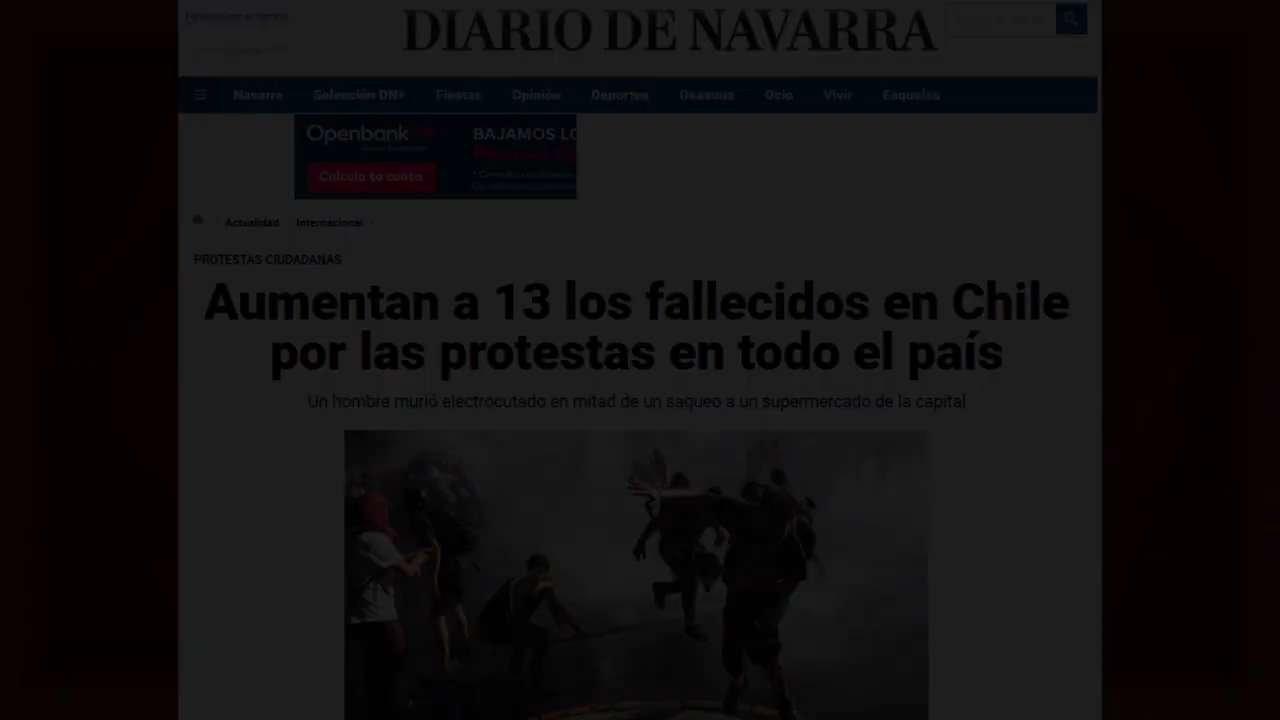 DIARIO DE NAVARRA
Navarra Selección DN+ Fiestas Opinión Deportes Osasuna Ocio Vivir Esquelas
Openbank BAJAMOS LO
Calcula tu cuota
Actualidad Internacional
PROTESTAS CIUDADANAS
Aumentan a 13 los fallecidos en Chile
por las protestas en todo el país
Un hombre murió electrocutado en mitad de un saqueo a un supermercado de la capital